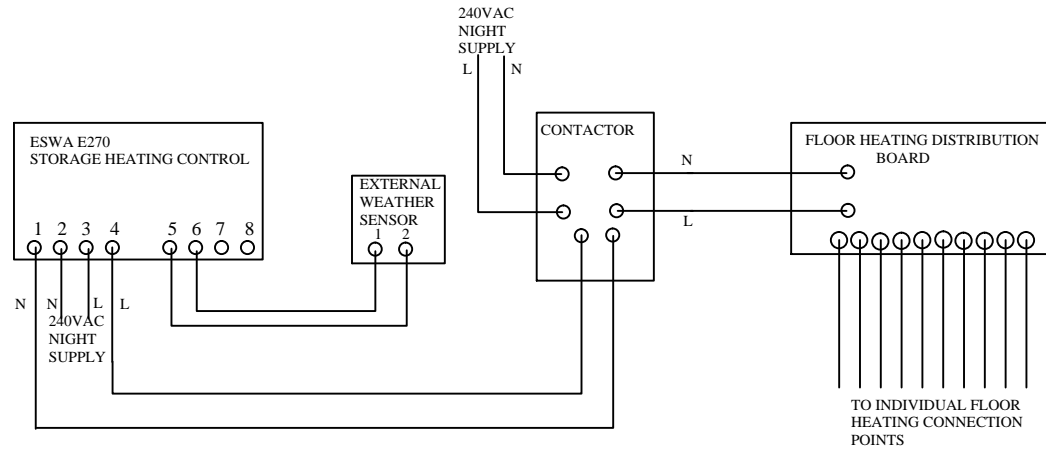 240VAC
NIGHT
SUPPLY
L N
ESWA E270
STORAGE HEATING CONTROL
1 2 3 4 5 6 7 8
N N L L
240VAC
NIGHT
SUPPLY
EXTERNAL
WEATHER
SENSOR
1 2
CONTACTOR
N
L
FLOOR HEATING DISTRIBUTION
BOARD
TO INDIVIDUAL FLOOR
HEATING CONNECTION
POINTS